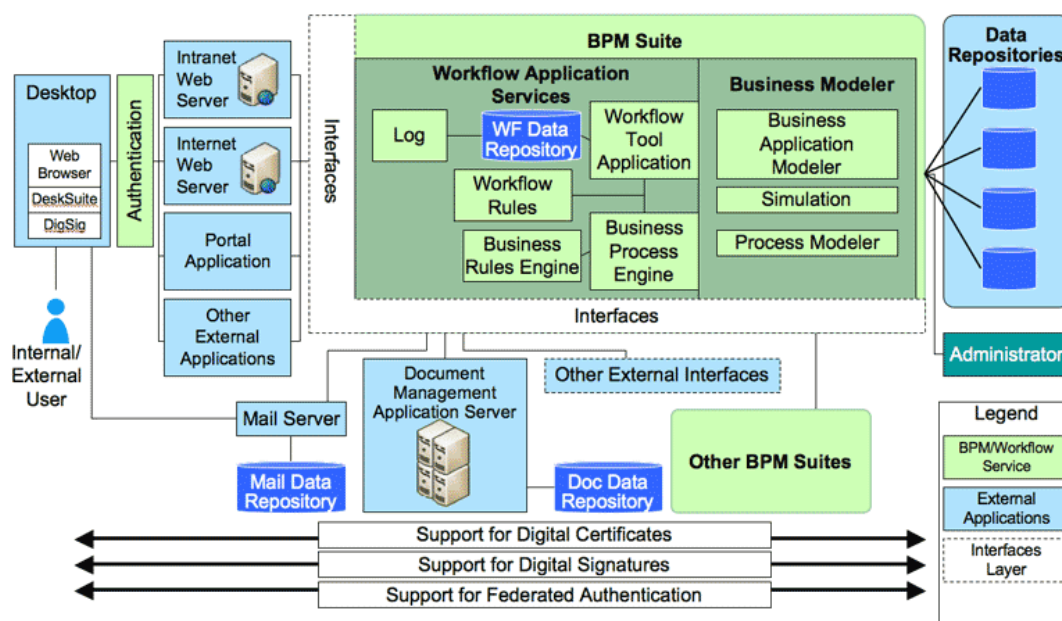 Desktop
Web
Browser
DeskSuite
DigSig
Internal/
External
User
Authentication
Intranet
Web
Server
Internet
Web
Server
Portal
Application
Other
External
Applications
Interfaces
BPM Suite
Workflow Application
Services
Log
WF Data
Repository
Workflow
Tool
Application
Workflow
Rules
Business
Rules Engine
Business
Process
Engine
Business Modeler
Business
Application
Modeler
Simulation
Process Modeler
Interfaces
Data
Repositories
Administrator
Mail Server
Mail Data
Repository
Document
Management
Application Server
Doc Data
Repository
Other External Interfaces
Other BPM Suites
Legend
BPM/Workflow
Service
External
Applications
Interfaces
Layer
Support for Digital Certificates
Support for Digital Signatures
Support for Federated Authentication